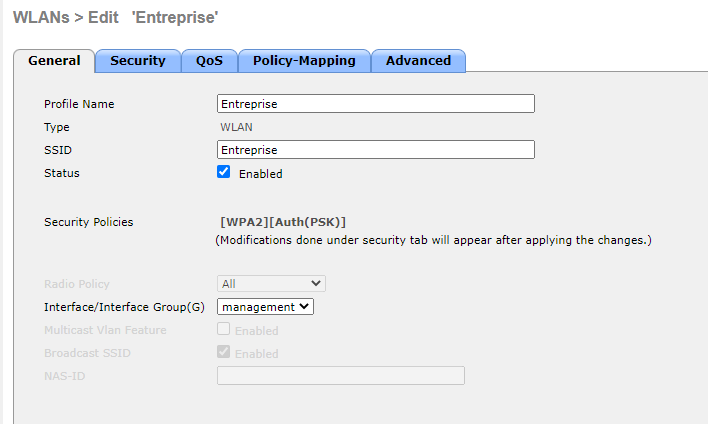 WLANs > Edit 'Entreprise'
General Security QoS Policy-Mapping Advanced
Profile Name Entreprise
Type WLAN
SSID Entreprise
Status Enabled
Security Policies [WPA2][Auth(PSK)]
(Modifications done under security tab will appear after applying the changes.)
Radio Policy All
Interface/Interface Group(G) management
Multicast Vlan Feature Enabled
Broadcast SSID Enabled
NAS-ID